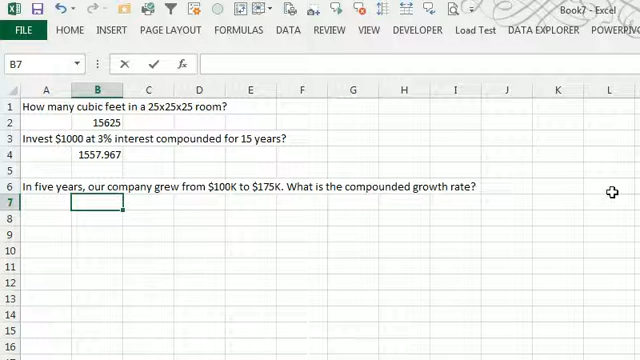 Book7 - Excel
FILE HOME INSERT PAGE LAYOUT FORMULAS DATA REVIEW VIEW DEVELOPER Load Test DATA EXPLORER POWERPIV
B7 fx
A B C D E F G H I J K L
1 How many cubic feet in a 25x25x25 room?
2 15625
3 Invest $1000 at 3% interest compounded for 15 years?
4 1557.967
5
6 In five years, our company grew from $100K to $175K. What is the compounded growth rate?
7
8
9
10
11
12
13
14
15
16